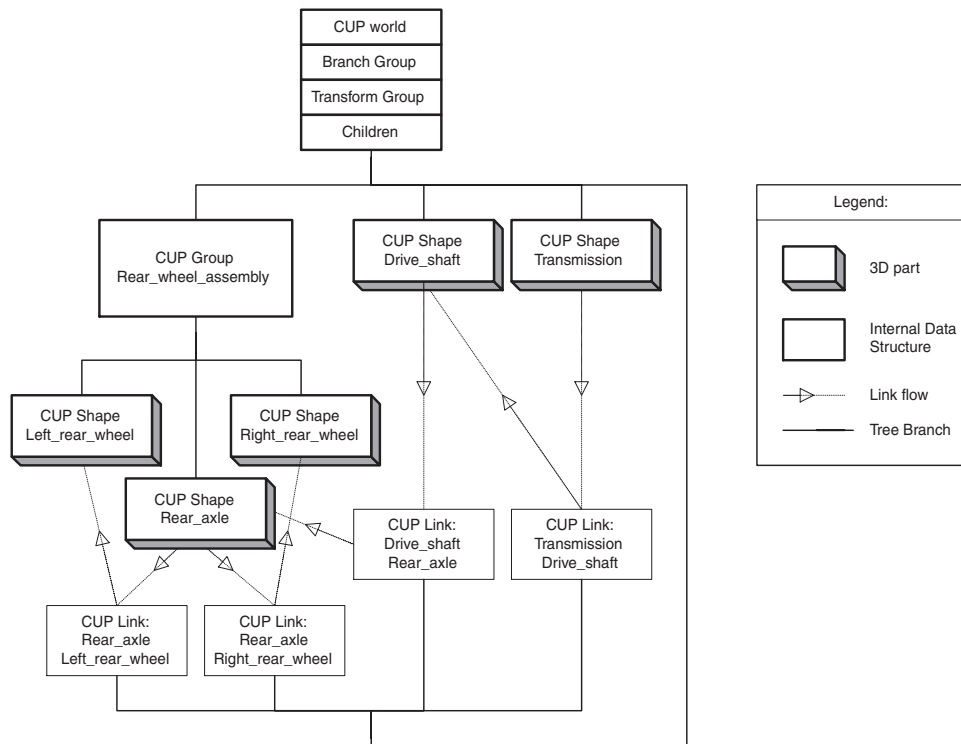 CUP world
Branch Group
Transform Group
Children
CUP Group
Rear_wheel_assembly
CUP Shape
Drive_shaft
CUP Shape
Transmission
CUP Shape
Left_rear_wheel
CUP Shape
Right_rear_wheel
CUP Shape
Rear_axle
CUP Link:
Drive_shaft
Rear_axle
CUP Link:
Transmission
Drive_shaft
CUP Link:
Rear_axle
Left_rear_wheel
CUP Link:
Rear_axle
Right_rear_wheel
Legend:
3D part
Internal Data
Structure
Link flow
Tree Branch